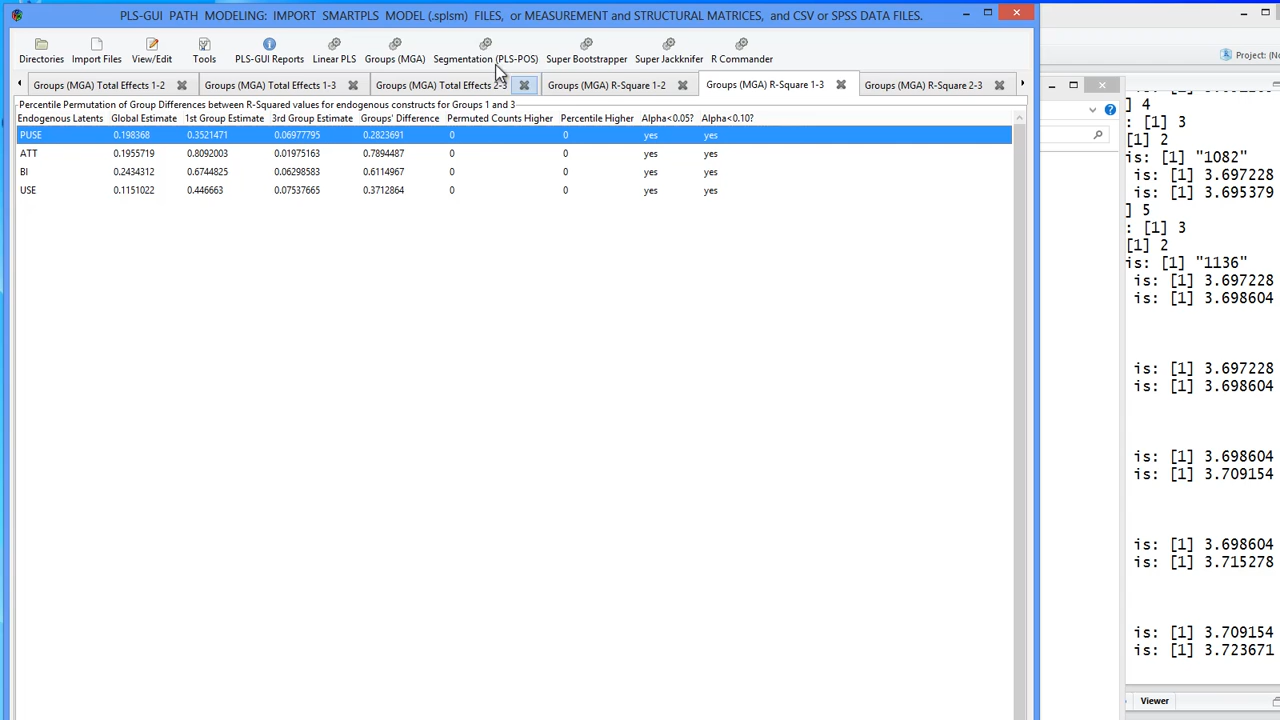 PLS-GUI PATH MODELING: IMPORT SMARTPLS MODEL (.splsm) FILES, or MEASUREMENT and STRUCTURAL MATRICES, and CSV or SPSS DATA FILES.
Directories Import Files View/Edit Tools PLS-GUI Reports Linear PLS Groups (MGA) Segmentation (PLS-POS) Super Bootstrapper Super Jackknifer R Commander
Groups (MGA) Total Effects 1-2 Groups (MGA) Total Effects 1-3 Groups (MGA) Total Effects 2-3 Groups (MGA) R-Square 1-2 Groups (MGA) R-Square 1-3 Groups (MGA) R-Square 2-3
Percentile Permutation of Group Differences between R-Squared values for endogenous constructs for Groups 1 and 3
Endogenous Latents Global Estimate 1st Group Estimate 3rd Group Estimate Groups' Difference Permuted Counts Higher Percentile Higher Alpha<0.05? Alpha<0.10?
PUSE 0.198368 0.3521471 0.06977795 0.2823691 0 0 yes yes
ATT 0.1955719 0.8092003 0.01975163 0.7894487 0 0 yes yes
BI 0.2434312 0.6744825 0.06298583 0.6114967 0 0 yes yes
USE 0.1151022 0.446663 0.07537665 0.3712864 0 0 yes yes
Project: (No
] 4
: [1] 3
[1] 2
is: [1] "1082"
is: [1] 3.697228
is: [1] 3.695379
] 5
: [1] 3
[1] 2
is: [1] "1136"
is: [1] 3.697228
is: [1] 3.698604
is: [1] 3.697228
is: [1] 3.698604
is: [1] 3.698604
is: [1] 3.709154
is: [1] 3.698604
is: [1] 3.715278
is: [1] 3.709154
is: [1] 3.723671
Viewer